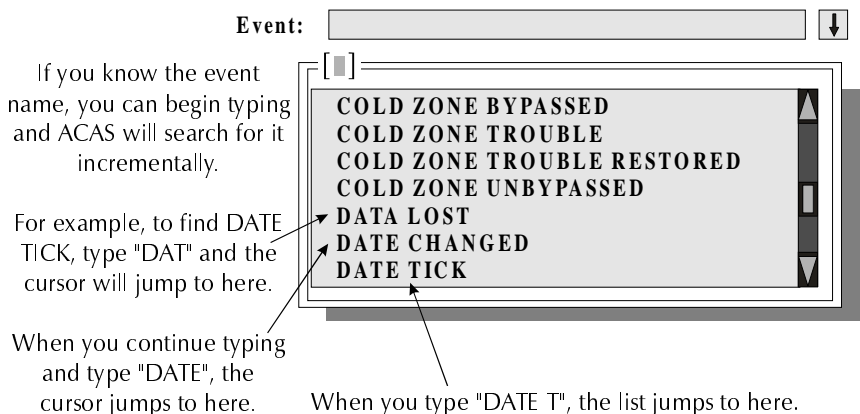 Event:
If you know the event
name, you can begin typing
and ACAS will search for it
incrementally.
For example, to find DATE
TICK, type "DAT" and the
cursor will jump to here.
When you continue typing
and type "DATE", the
cursor jumps to here.
COLD ZONE BYPASSED
COLD ZONE TROUBLE
COLD ZONE TROUBLE RESTORED
COLD ZONE UNBYPASSED
DATA LOST
DATE CHANGED
DATE TICK
When you type "DATE T", the list jumps to here.